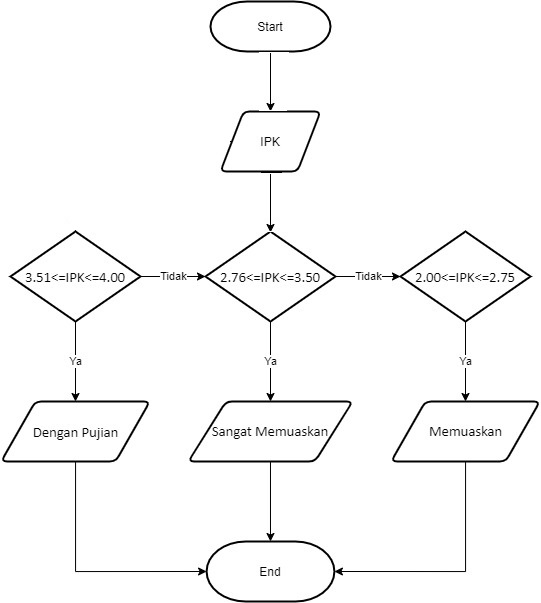 Start
IPK
3.51<=IPK<=4.00
Tidak
2.76<=IPK<=3.50
Tidak
2.00<=IPK<=2.75
Ya
Ya
Ya
Dengan Pujian
Sangat Memuaskan
Memuaskan
End